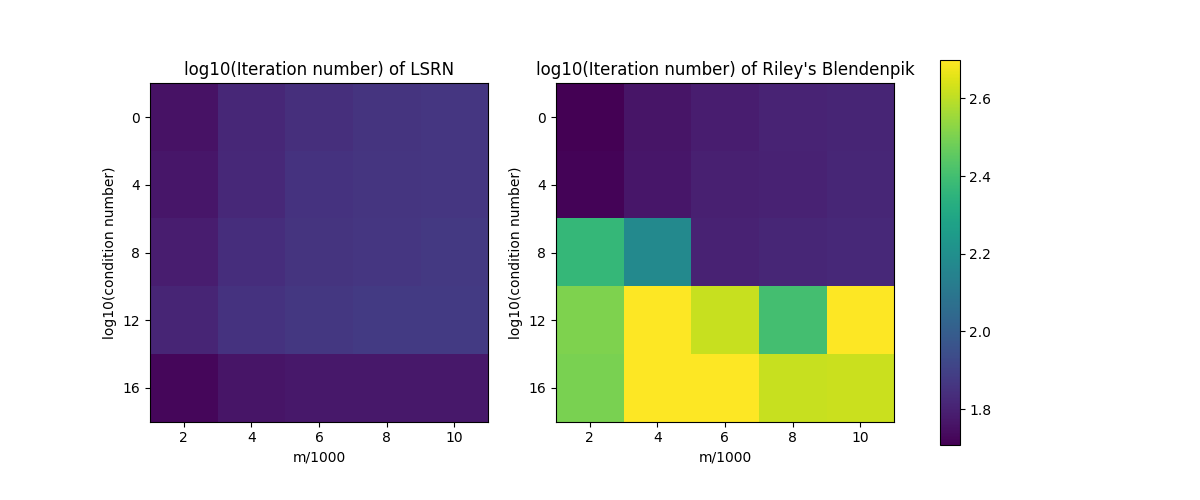 log10(Iteration number) of LSRN
log10(condition number)
0
4
8
12
16
2 4 6 8 10
m/1000
log10(Iteration number) of Riley's Blendenpik
log10(condition number)
0
4
8
12
16
2 4 6 8 10
m/1000
2.6
2.4
2.2
2.0
1.8